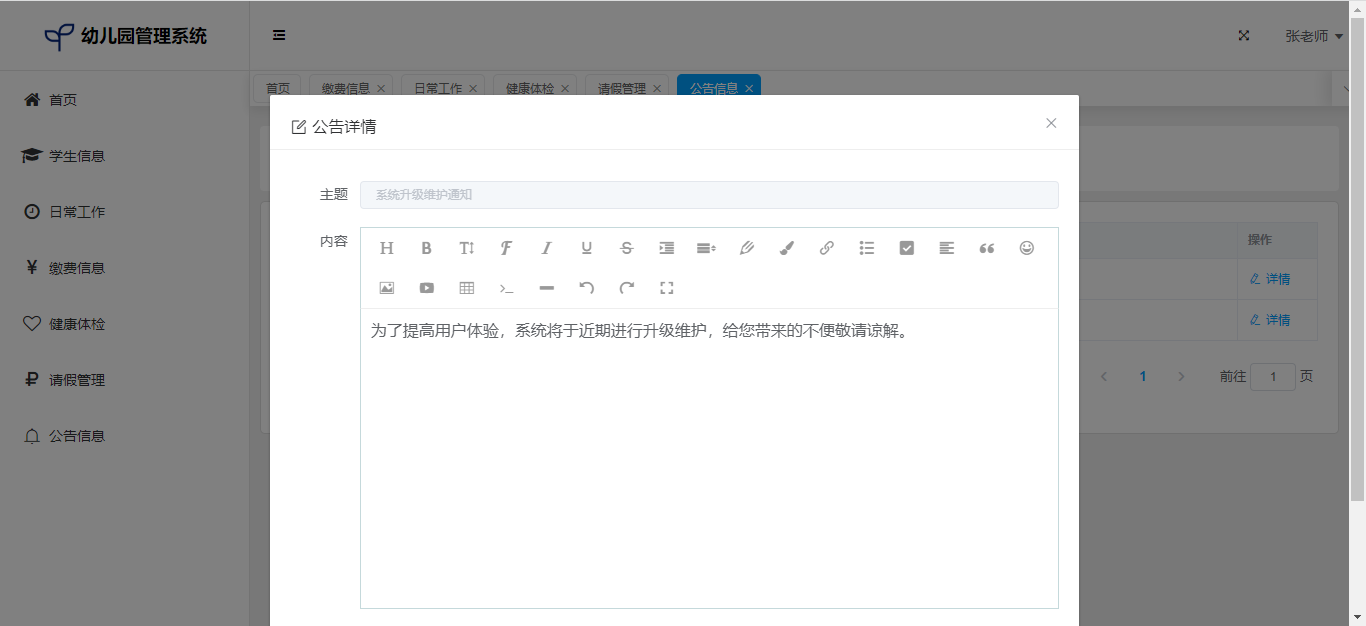 幼儿园管理系统
张老师
首页
学生信息
日常工作
缴费信息
健康体检
请假管理
公告信息
首页 缴费信息 日常工作 健康体检 请假管理 公告信息
公告详情
主题 系统升级维护通知
内容
为了提高用户体验，系统将于近期进行升级维护，给您带来的不便敬请谅解。
操作
详情
详情
1 前往 1 页